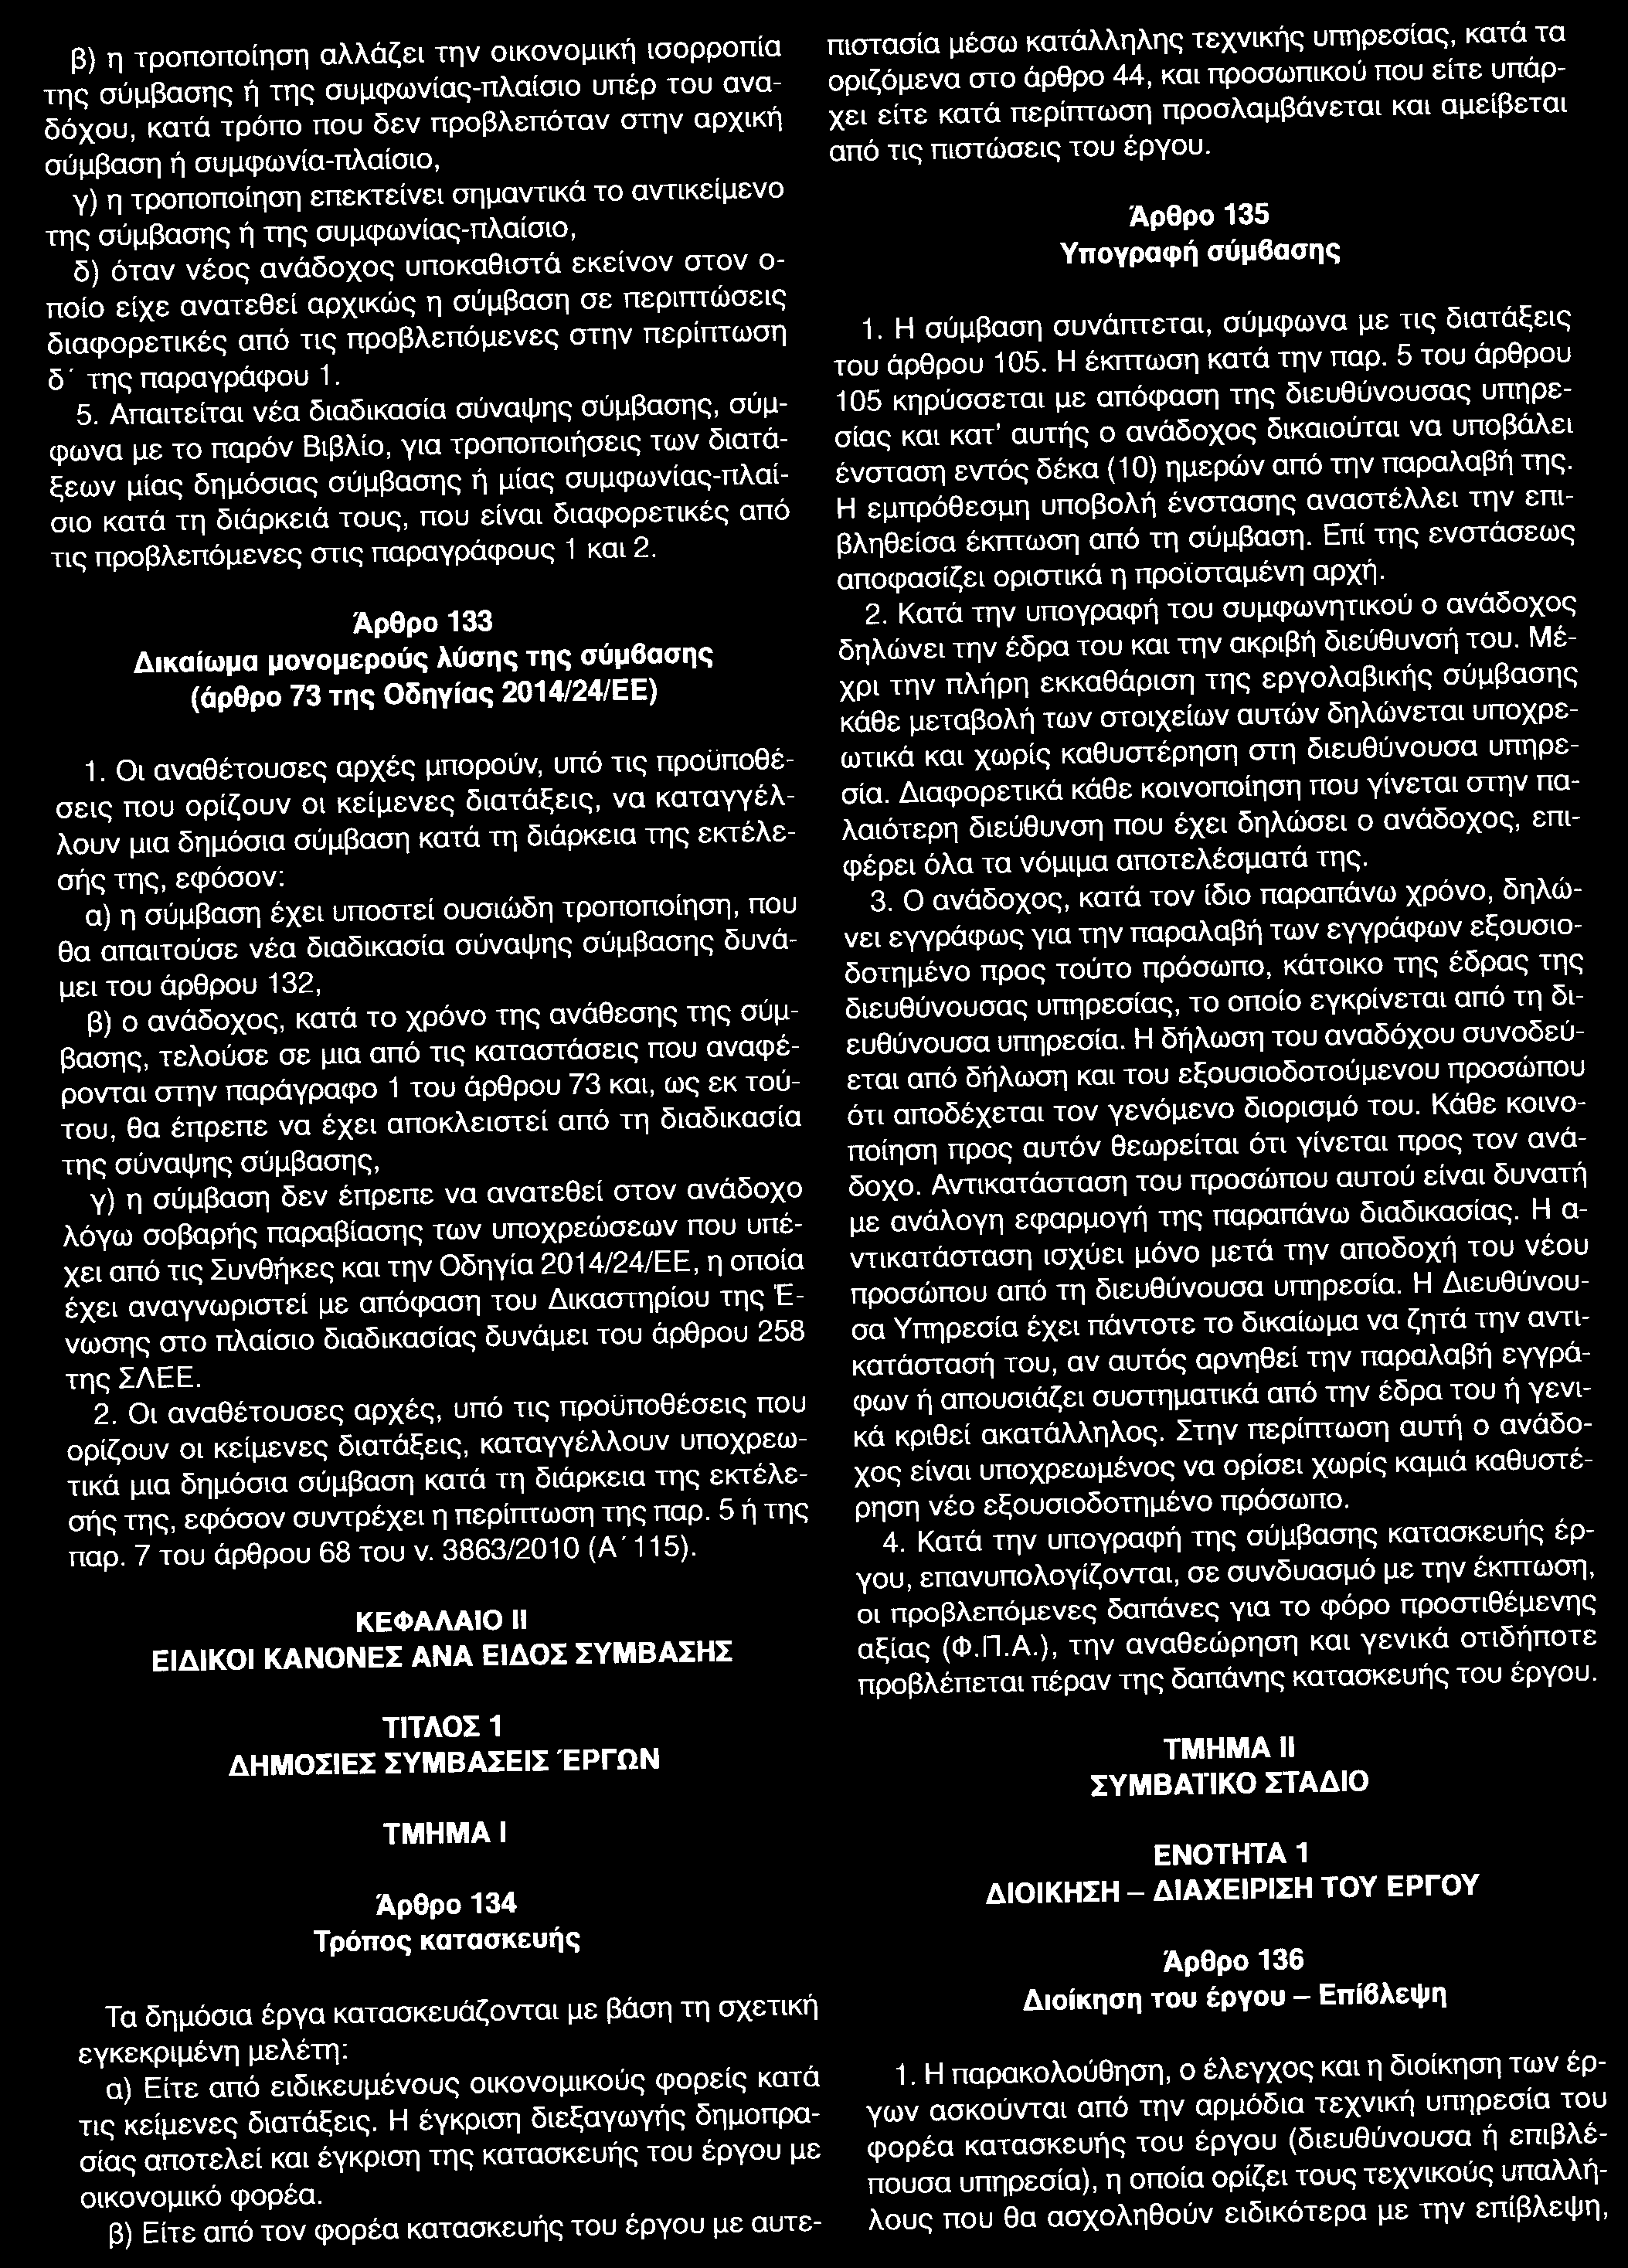 β) η τροποποίηση αλλάζει την οικονομική ισορροπία
της σύμβασης ή της συμφωνίας-πλαίσιο υπέρ του ανα-
δόχου, κατά τρόπο που δεν προβλεπόταν στην αρχική
σύμβαση ή συμφωνία-πλαίσιο,
γ) η τροποποίηση επεκτείνει σημαντικά το αντικείμενο
της σύμβασης ή της συμφωνίας-πλαίσιο,
δ) όταν νέος ανάδοχος υποκαθιστά εκείνον στον ο-
ποίο είχε ανατεθεί αρχικώς η σύμβαση σε περιπτώσεις
διαφορετικές από τις προβλεπόμενες στην περίπτωση
δ΄ της παραγράφου 1.
5. Απαιτείται νέα διαδικασία σύναψης σύμβασης, σύμ-
φωνα με το παρόν Βιβλίο, για τροποποιήσεις των διατά-
ξεων μίας δημόσιας σύμβασης ή μίας συμφωνίας-πλαί-
σιο κατά τη διάρκειά τους, που είναι διαφορετικές από
τις προβλεπόμενες στις παραγράφους 1 και 2.
Άρθρο 133
Δικαίωμα μονομερούς λύσης της σύμβασης
(άρθρο 73 της Οδηγίας 2014/24/ΕΕ)
1. Οι αναθέτουσες αρχές μπορούν, υπό τις προϋποθέ-
σεις που ορίζουν οι κείμενες διατάξεις, να καταγγέλ-
λουν μια δημόσια σύμβαση κατά τη διάρκεια της εκτέλε-
σής της, εφόσον:
α) η σύμβαση έχει υποστεί ουσιώδη τροποποίηση, που
θα απαιτούσε νέα διαδικασία σύναψης σύμβασης δυνά-
μει του άρθρου 132,
β) ο ανάδοχος, κατά το χρόνο της ανάθεσης της σύμ-
βασης, τελούσε σε μια από τις καταστάσεις που αναφέ-
ρονται στην παράγραφο 1 του άρθρου 73 και, ως εκ τού-
του, θα έπρεπε να έχει αποκλειστεί από τη διαδικασία
της σύναψης σύμβασης,
γ) η σύμβαση δεν έπρεπε να ανατεθεί στον ανάδοχο
λόγω σοβαρής παραβίασης των υποχρεώσεων που υπέ-
χει από τις Συνθήκες και την Οδηγία 2014/24/ΕΕ, η οποία
έχει αναγνωριστεί με απόφαση του Δικαστηρίου της Έ-
νωσης στο πλαίσιο διαδικασίας δυνάμει του άρθρου 258
της ΣΛΕΕ.
2. Οι αναθέτουσες αρχές, υπό τις προϋποθέσεις που
ορίζουν οι κείμενες διατάξεις, καταγγέλλουν υποχρεω-
τικά μια δημόσια σύμβαση κατά τη διάρκεια της εκτέλε-
σής της, εφόσον συντρέχει η περίπτωση της παρ. 5 ή της
παρ. 7 του άρθρου 68 του ν. 3863/2010 (Α΄115).
ΚΕΦΑΛΑΙΟ ΙΙ
ΕΙΔΙΚΟΙ ΚΑΝΟΝΕΣ ΑΝΑ ΕΙΔΟΣ ΣΥΜΒΑΣΗΣ
ΤΙΤΛΟΣ 1
ΔΗΜΟΣΙΕΣ ΣΥΜΒΑΣΕΙΣ ΈΡΓΩΝ
ΤΜΗΜΑ Ι
Άρθρο 134
Τρόπος κατασκευής
Τα δημόσια έργα κατασκευάζονται με βάση τη σχετική
εγκεκριμένη μελέτη:
α) Είτε από ειδικευμένους οικονομικούς φορείς κατά
τις κείμενες διατάξεις. Η έγκριση διεξαγωγής δημοπρα-
σίας αποτελεί και έγκριση της κατασκευής του έργου με
οικονομικό φορέα.
β) Είτε από τον φορέα κατασκευής του έργου με αυτε-
πιστασία μέσω κατάλληλης τεχνικής υπηρεσίας, κατά τα
οριζόμενα στο άρθρο 44, και προσωπικού που είτε υπάρ-
χει είτε κατά περίπτωση προσλαμβάνεται και αμείβεται
από τις πιστώσεις του έργου.
Άρθρο 135
Υπογραφή σύμβασης
1. Η σύμβαση συνάπτεται, σύμφωνα με τις διατάξεις
του άρθρου 105. Η έκπτωση κατά την παρ. 5 του άρθρου
105 κηρύσσεται με απόφαση της διευθύνουσας υπηρε-
σίας και κατ' αυτής ο ανάδοχος δικαιούται να υποβάλει
ένσταση εντός δέκα (10) ημερών από την παραλαβή της.
Η εμπρόθεσμη υποβολή ένστασης αναστέλλει την επι-
βληθείσα έκπτωση από τη σύμβαση. Επί της ενστάσεως
αποφασίζει οριστικά η προϊσταμένη αρχή.
2. Κατά την υπογραφή του συμφωνητικού ο ανάδοχος
δηλώνει την έδρα του και την ακριβή διεύθυνσή του. Μέ-
χρι την πλήρη εκκαθάριση της εργολαβικής σύμβασης
κάθε μεταβολή των στοιχείων αυτών δηλώνεται υποχρε-
ωτικά και χωρίς καθυστέρηση στη διευθύνουσα υπηρε-
σία. Διαφορετικά κάθε κοινοποίηση που γίνεται στην πα-
λαιότερη διεύθυνση που έχει δηλώσει ο ανάδοχος, επι-
φέρει όλα τα νόμιμα αποτελέσματά της.
3. Ο ανάδοχος, κατά τον ίδιο παραπάνω χρόνο, δηλώ-
νει εγγράφως για την παραλαβή των εγγράφων εξουσιο-
δοτημένο προς τούτο πρόσωπο, κάτοικο της έδρας της
διευθύνουσας υπηρεσίας, το οποίο εγκρίνεται από τη δι-
ευθύνουσα υπηρεσία. Η δήλωση του αναδόχου συνοδεύ-
εται από δήλωση και του εξουσιοδοτούμενου προσώπου
ότι αποδέχεται τον γενόμενο διορισμό του. Κάθε κοινο-
ποίηση προς αυτόν θεωρείται ότι γίνεται προς τον ανά-
δοχο. Αντικατάσταση του προσώπου αυτού είναι δυνατή
με ανάλογη εφαρμογή της παραπάνω διαδικασίας. Η α-
ντικατάσταση ισχύει μόνο μετά την αποδοχή του νέου
προσώπου από τη διευθύνουσα υπηρεσία. Η Διευθύνου-
σα Υπηρεσία έχει πάντοτε το δικαίωμα να ζητά την αντι-
κατάστασή του, αν αυτός αρνηθεί την παραλαβή εγγρά-
φων ή απουσιάζει συστηματικά από την έδρα του ή γενι-
κά κριθεί ακατάλληλος. Στην περίπτωση αυτή ο ανάδο-
χος είναι υποχρεωμένος να ορίσει χωρίς καμιά καθυστέ-
ρηση νέο εξουσιοδοτημένο πρόσωπο.
4. Κατά την υπογραφή της σύμβασης κατασκευής έρ-
γου, επανυπολογίζονται, σε συνδυασμό με την έκπτωση,
οι προβλεπόμενες δαπάνες για το φόρο προστιθέμενης
αξίας (Φ.Π.Α.), την αναθεώρηση και γενικά οτιδήποτε
προβλέπεται πέραν της δαπάνης κατασκευής του έργου.
ΤΜΗΜΑ ΙΙ
ΣΥΜΒΑΤΙΚΟ ΣΤΑΔΙΟ
ΕΝΟΤΗΤΑ 1
ΔΙΟΙΚΗΣΗ – ΔΙΑΧΕΙΡΙΣΗ ΤΟΥ ΕΡΓΟΥ
Άρθρο 136
Διοίκηση του έργου – Επίβλεψη
1. Η παρακολούθηση, ο έλεγχος και η διοίκηση των έρ-
γων ασκούνται από την αρμόδια τεχνική υπηρεσία του
φορέα κατασκευής του έργου (διευθύνουσα ή επιβλέ-
πουσα υπηρεσία), η οποία ορίζει τους τεχνικούς υπαλλή-
λους που θα ασχοληθούν ειδικότερα με την επίβλεψη,